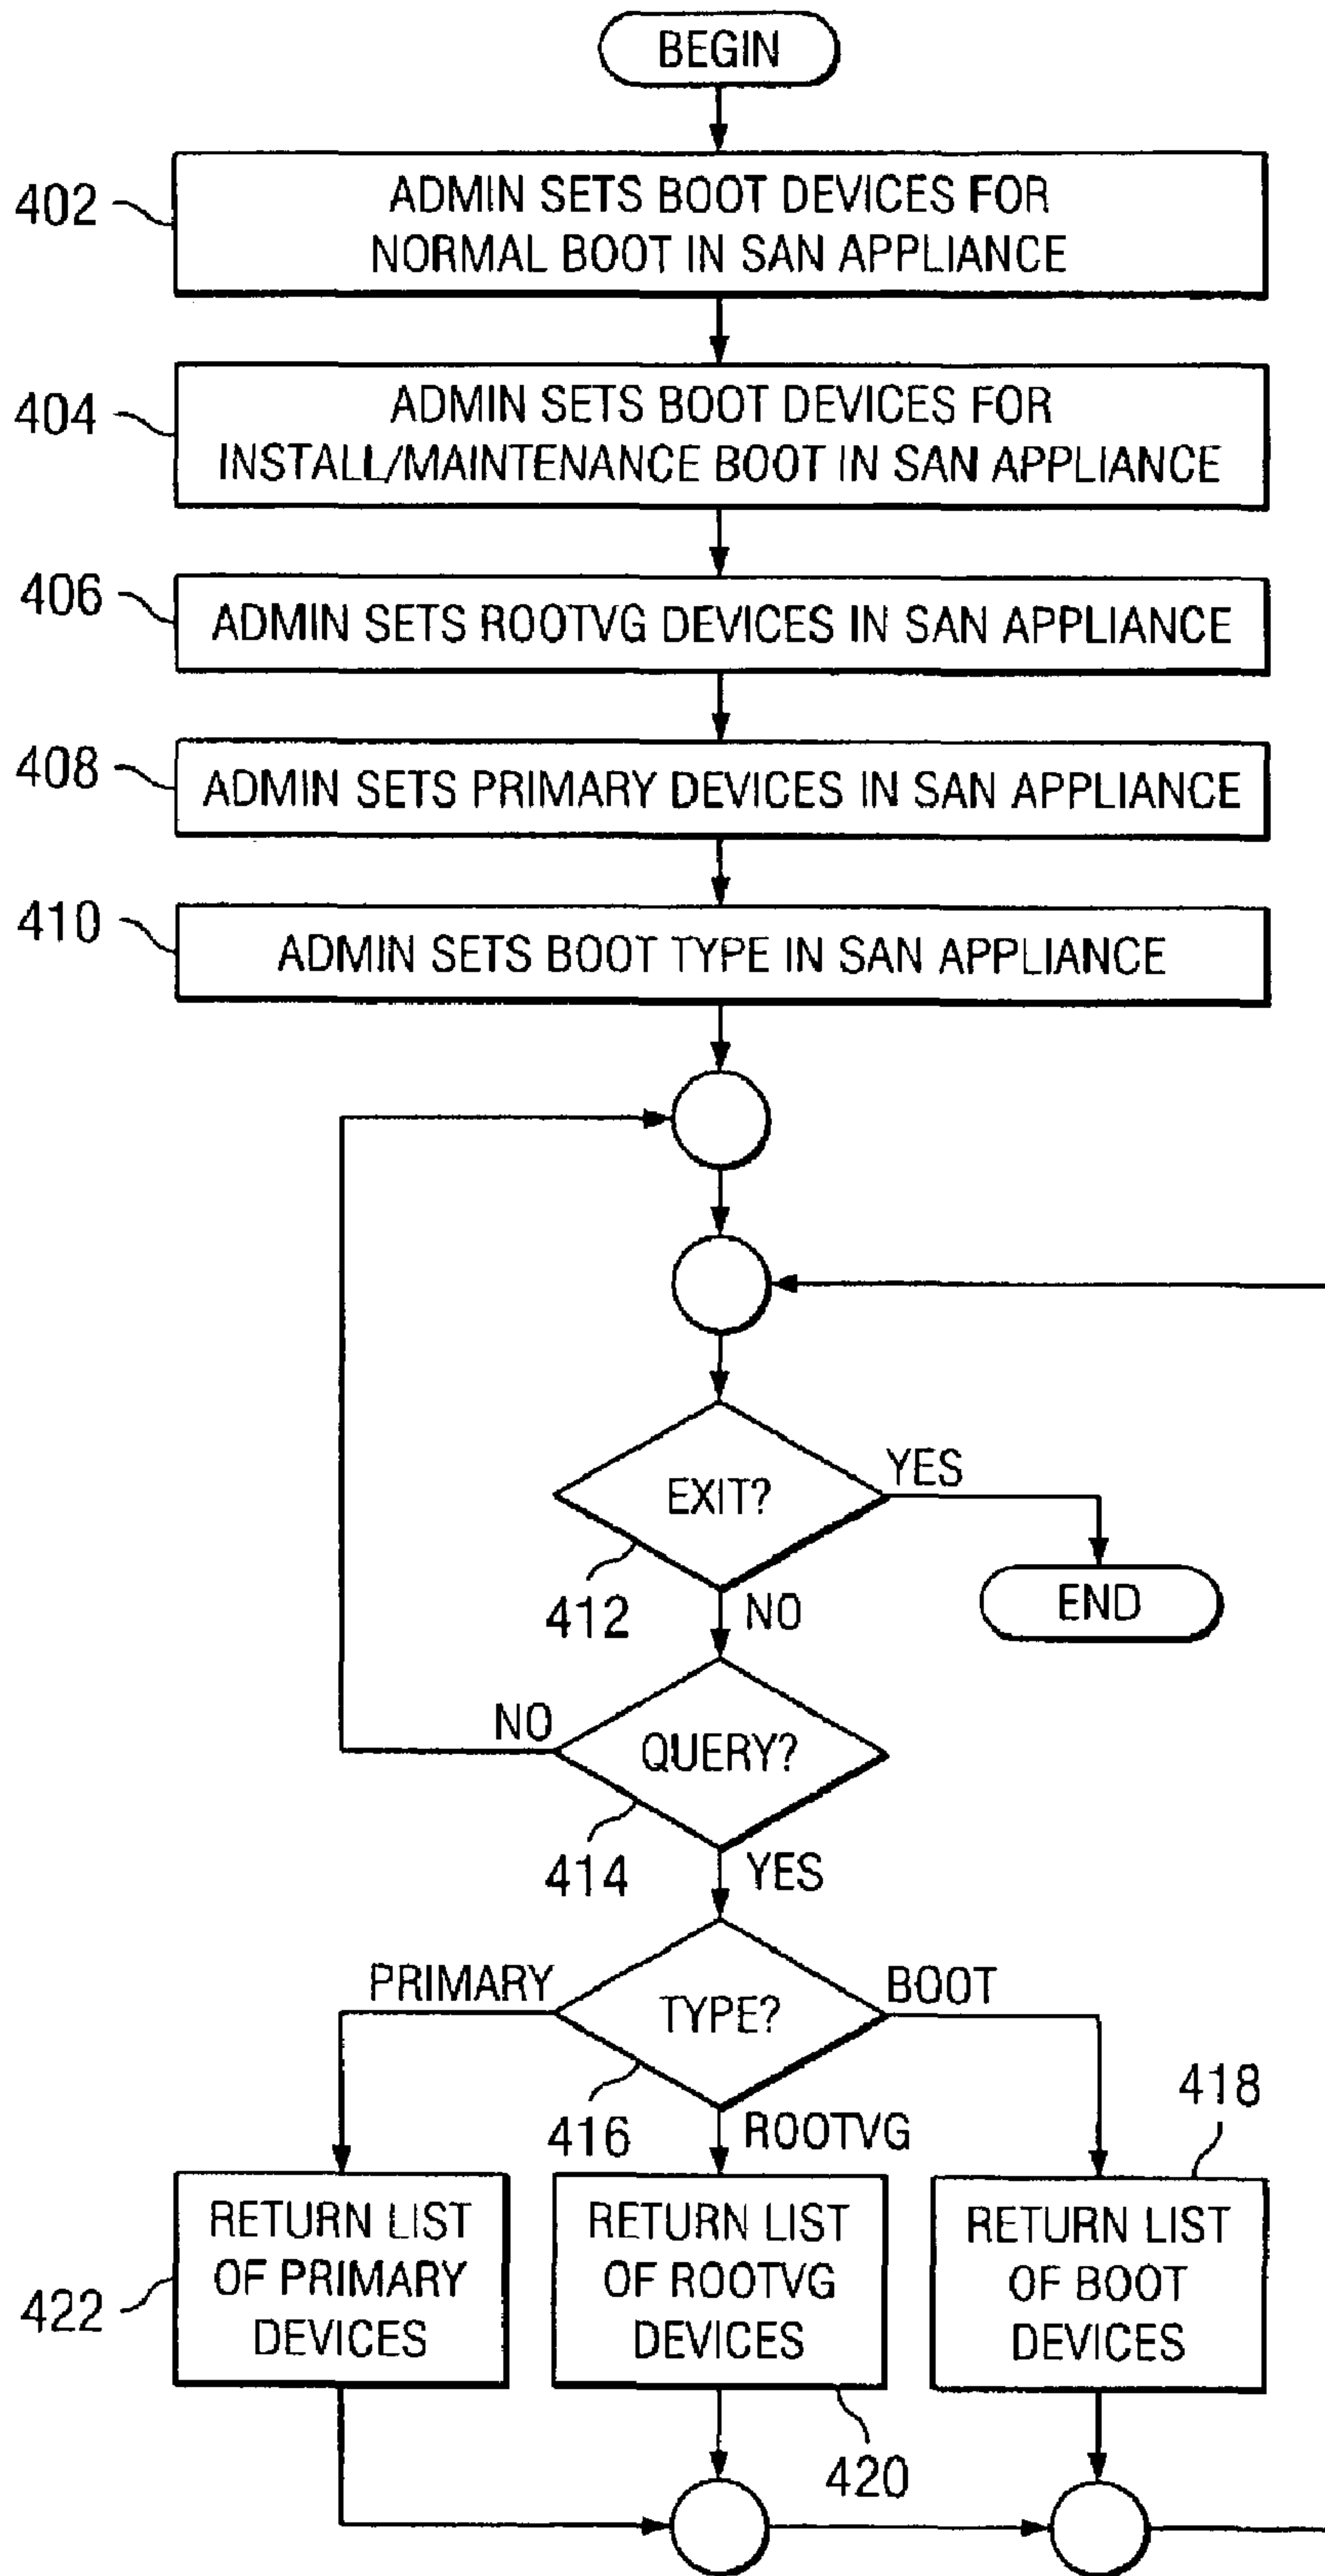 BEGIN
402
ADMIN SETS BOOT DEVICES FOR
NORMAL BOOT IN SAN APPLIANCE
404
ADMIN SETS BOOT DEVICES FOR
INSTALL/MAINTENANCE BOOT IN SAN APPLIANCE
406
ADMIN SETS ROOTVG DEVICES IN SAN APPLIANCE
408
ADMIN SETS PRIMARY DEVICES IN SAN APPLIANCE
410
ADMIN SETS BOOT TYPE IN SAN APPLIANCE
EXIT?
YES
412
NO
END
NO
QUERY?
414
YES
PRIMARY
TYPE?
BOOT
416
ROOTVG
418
RETURN LIST
OF PRIMARY
DEVICES
422
RETURN LIST
OF ROOTVG
DEVICES
420
RETURN LIST
OF BOOT
DEVICES